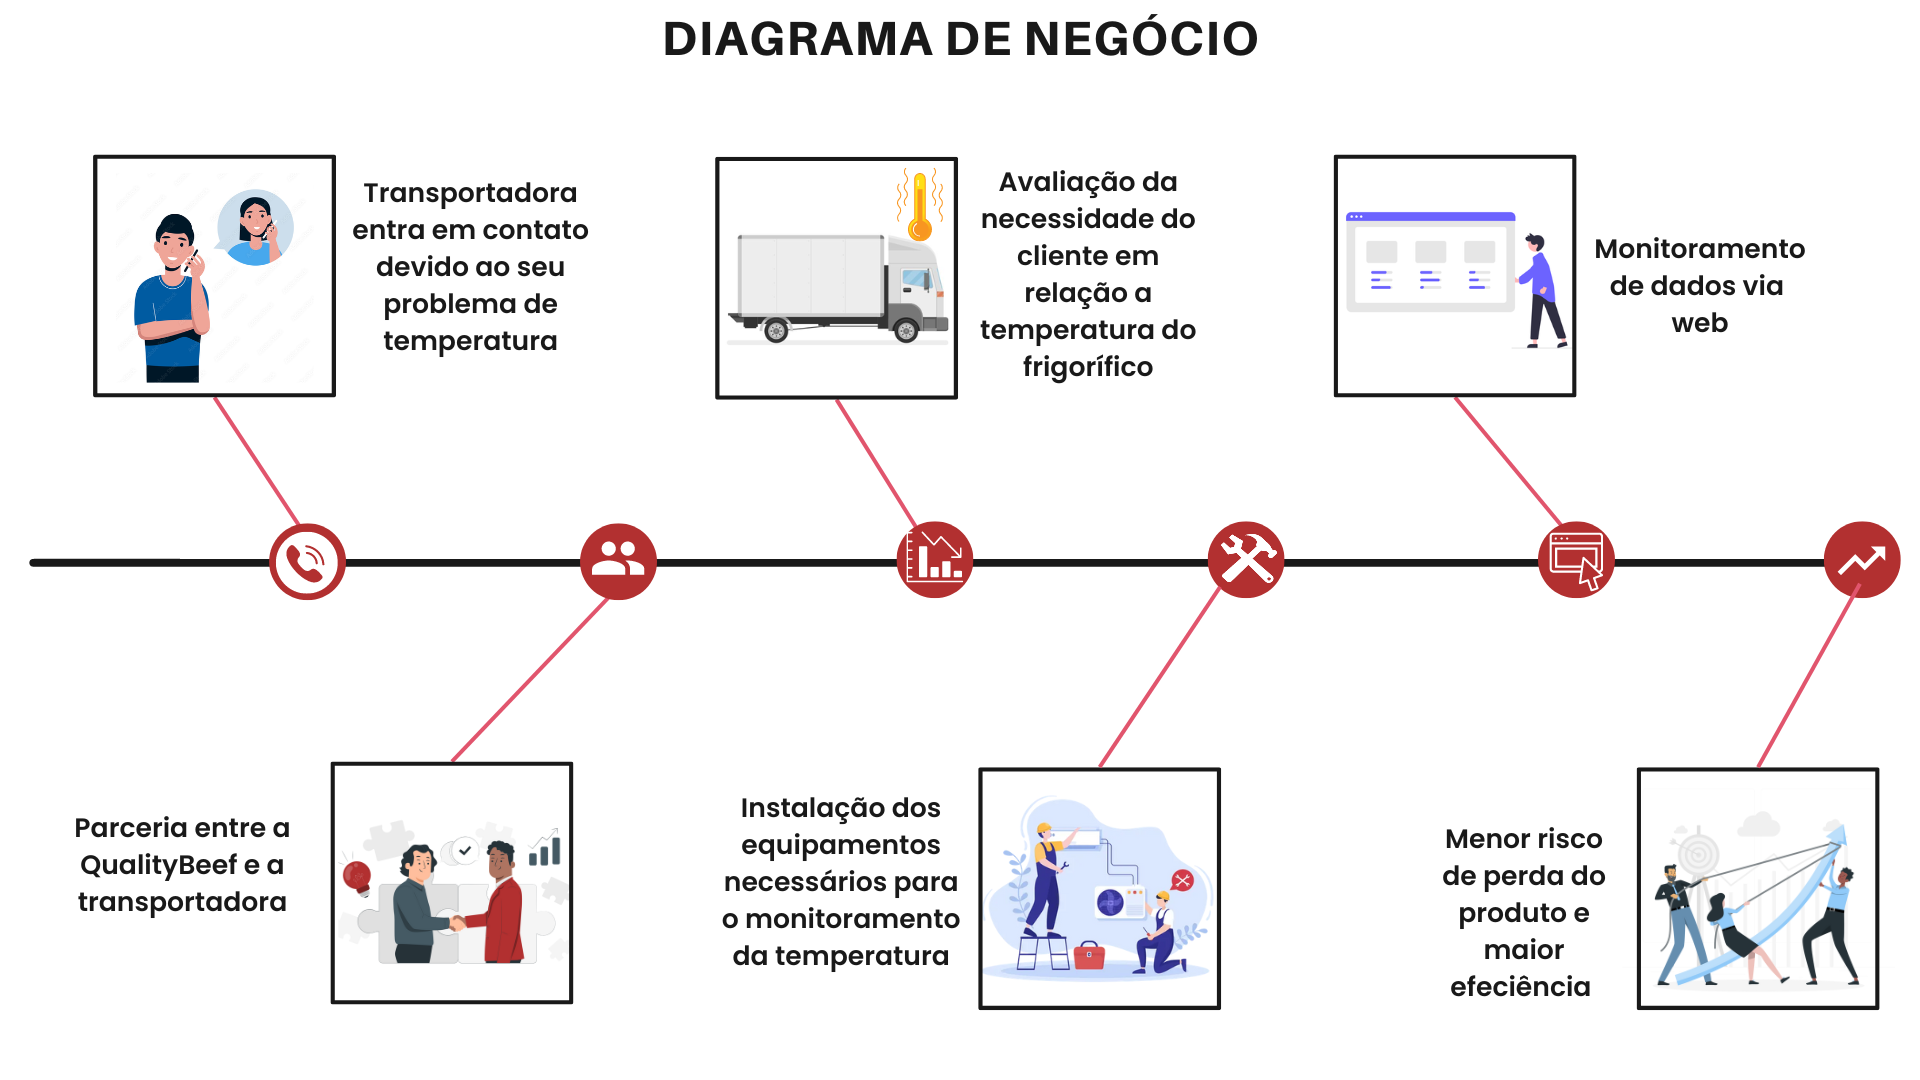 DIAGRAMA DE NEGÓCIO
Transportadora
entra em contato
devido ao seu
problema de
temperatura
Avaliação da
necessidade do
cliente em
relação a
temperatura do
frigorífico
Monitoramento
de dados via
web
Parceria entre a
QualityBeef e a
transportadora
Instalação dos
equipamentos
necessários para
o monitoramento
da temperatura
Menor risco
de perda do
produto e
maior
efeciência